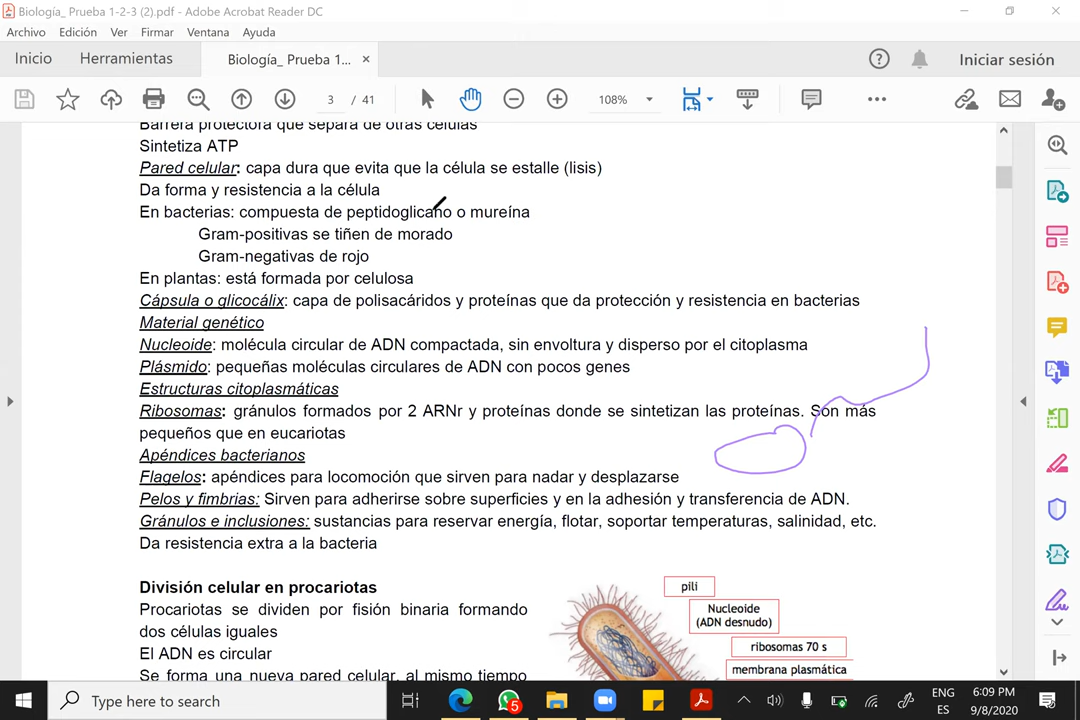 Biología_ Prueba 1-2-3 (2).pdf - Adobe Acrobat Reader DC
Archivo Edición Ver Firmar Ventana Ayuda
Inicio Herramientas Biología_ Prueba 1... × Iniciar sesión
3 / 41 108%
Barrera protectora que separa de otras células
Sintetiza ATP
Pared celular: capa dura que evita que la célula se estalle (lisis)
Da forma y resistencia a la célula
En bacterias: compuesta de peptidoglicano o mureína
Gram-positivas se tiñen de morado
Gram-negativas de rojo
En plantas: está formada por celulosa
Cápsula o glicocálix: capa de polisacáridos y proteínas que da protección y resistencia en bacterias
Material genético
Nucleoide: molécula circular de ADN compactada, sin envoltura y disperso por el citoplasma
Plásmido: pequeñas moléculas circulares de ADN con pocos genes
Estructuras citoplasmáticas
Ribosomas: gránulos formados por 2 ARNr y proteínas donde se sintetizan las proteínas. Son más
pequeños que en eucariotas
Apéndices bacterianos
Flagelos: apéndices para locomoción que sirven para nadar y desplazarse
Pelos y fimbrias: Sirven para adherirse sobre superficies y en la adhesión y transferencia de ADN.
Gránulos e inclusiones: sustancias para reservar energía, flotar, soportar temperaturas, salinidad, etc.
Da resistencia extra a la bacteria
División celular en procariotas
Procariotas se dividen por fisión binaria formando
dos células iguales
El ADN es circular
Se forma una nueva pared celular, al mismo tiempo
pili
Nucleoide
(ADN desnudo)
ribosomas 70 s
membrana plasmática
Type here to search
5
ENG
ES
6:09 PM
9/8/2020